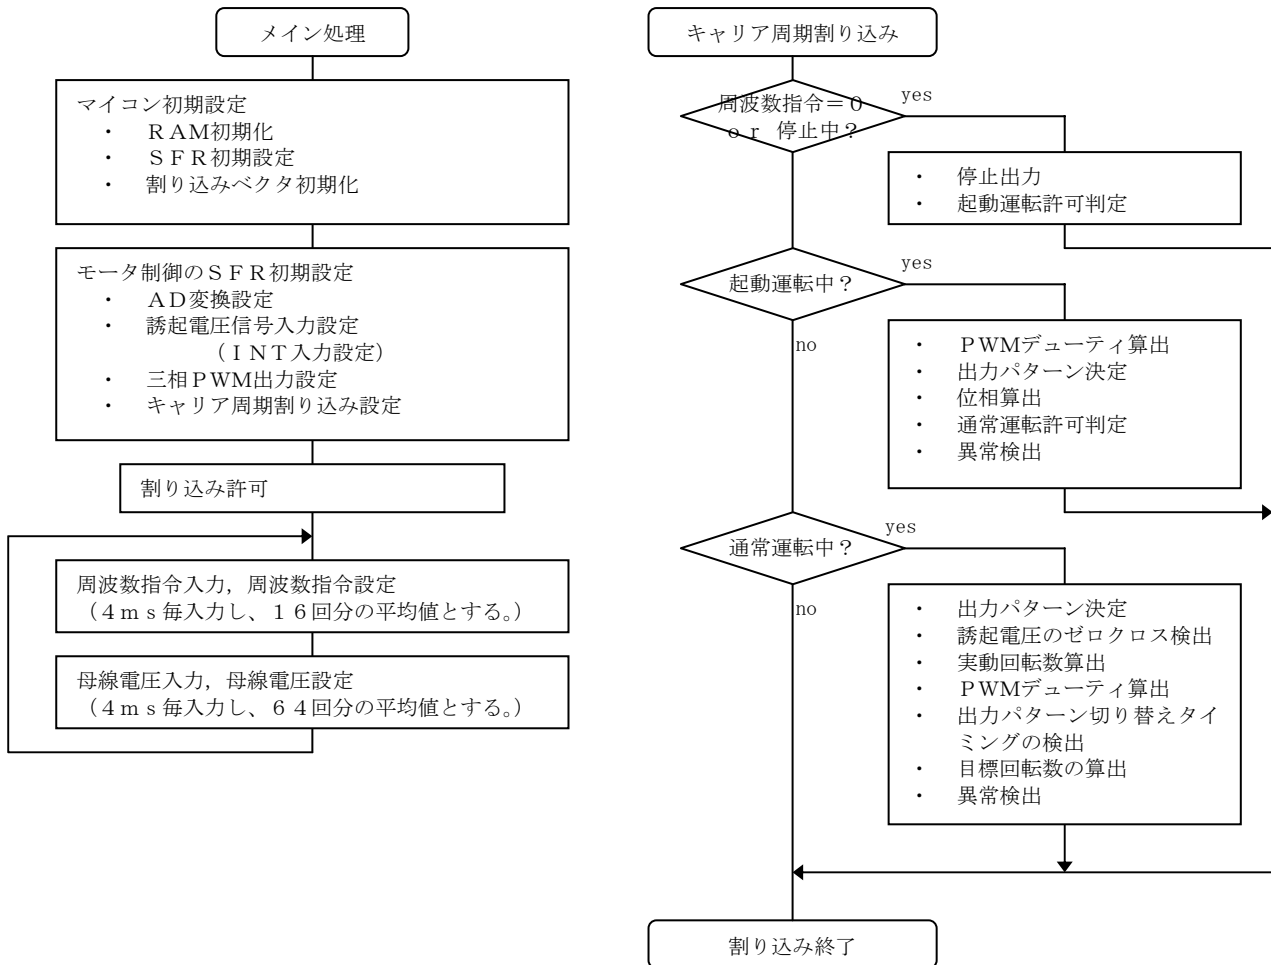 メイン処理
マイコン初期設定
・ ＲＡＭ初期化
・ ＳＦＲ初期設定
・ 割り込みベクタ初期化
モータ制御のＳＦＲ初期設定
・ ＡＤ変換設定
・ 誘起電圧信号入力設定
（ＩＮＴ入力設定）
・ 三相ＰＷＭ出力設定
・ キャリア周期割り込み設定
割り込み許可
周波数指令入力，周波数指令設定
（４ｍｓ毎入力し、１６回分の平均値とする。）
母線電圧入力，母線電圧設定
（４ｍｓ毎入力し、６４回分の平均値とする。）
キャリア周期割り込み
周波数指令＝０
ｏｒ 停止中？
yes
・ 停止出力
・ 起動運転許可判定
起動運転中？
yes
no
・ ＰＷＭデューティ算出
・ 出力パターン決定
・ 位相算出
・ 通常運転許可判定
・ 異常検出
通常運転中？
yes
no
・ 出力パターン決定
・ 誘起電圧のゼロクロス検出
・ 実動回転数算出
・ ＰＷＭデューティ算出
・ 出力パターン切り替えタイ
ミングの検出
・ 目標回転数の算出
・ 異常検出
割り込み終了